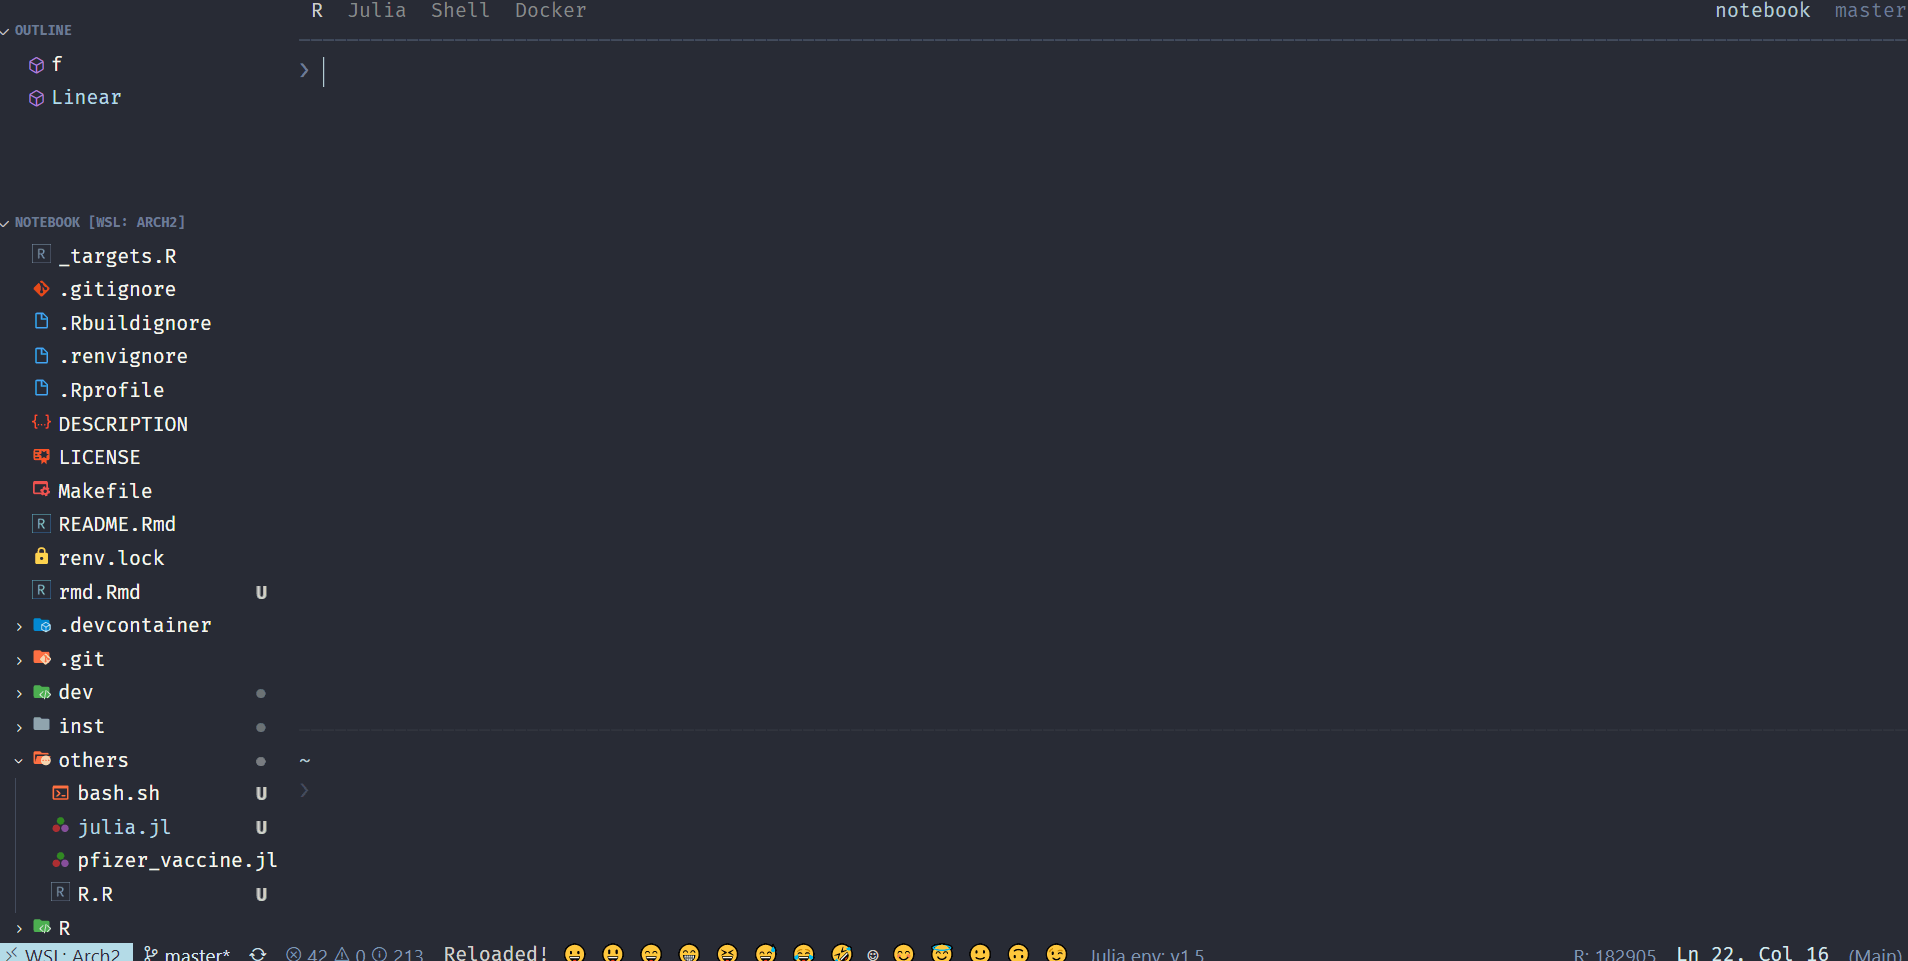 R Julia Shell Docker notebook master
OUTLINE
f
❯
Linear
NOTEBOOK [WSL: ARCH2]
_targets.R
.gitignore
.Rbuildignore
.renvignore
.Rprofile
DESCRIPTION
LICENSE
Makefile
README.Rmd
renv.lock
rmd.Rmd U
.devcontainer
.git
dev
inst
others
~
bash.sh U
❯
julia.jl U
pfizer_vaccine.jl
R.R U
R
WSL: Arch2 master* 42 0 213 Reloaded! 😀 😃 😄 😁 😆 😅 😂 🤣 ☺ 😊 😇 🙂 🙃 😉 Julia env: v1.5 R: 182905 Ln 22, Col 16 (Main)